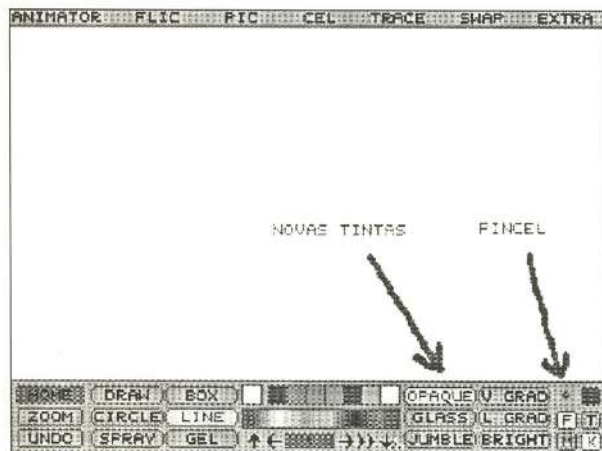 ANIMATOR FLIC PIC CEL TRACE SWAP EXTRA
NOVAS TINTAS PINCEL
HOME DRAW BOX OPAQUE V GRAD
ZOOM CIRCLE LINE GLASS L GRAD F T
UNDO SPRAY GEL JUMBLE BRIGHT M K